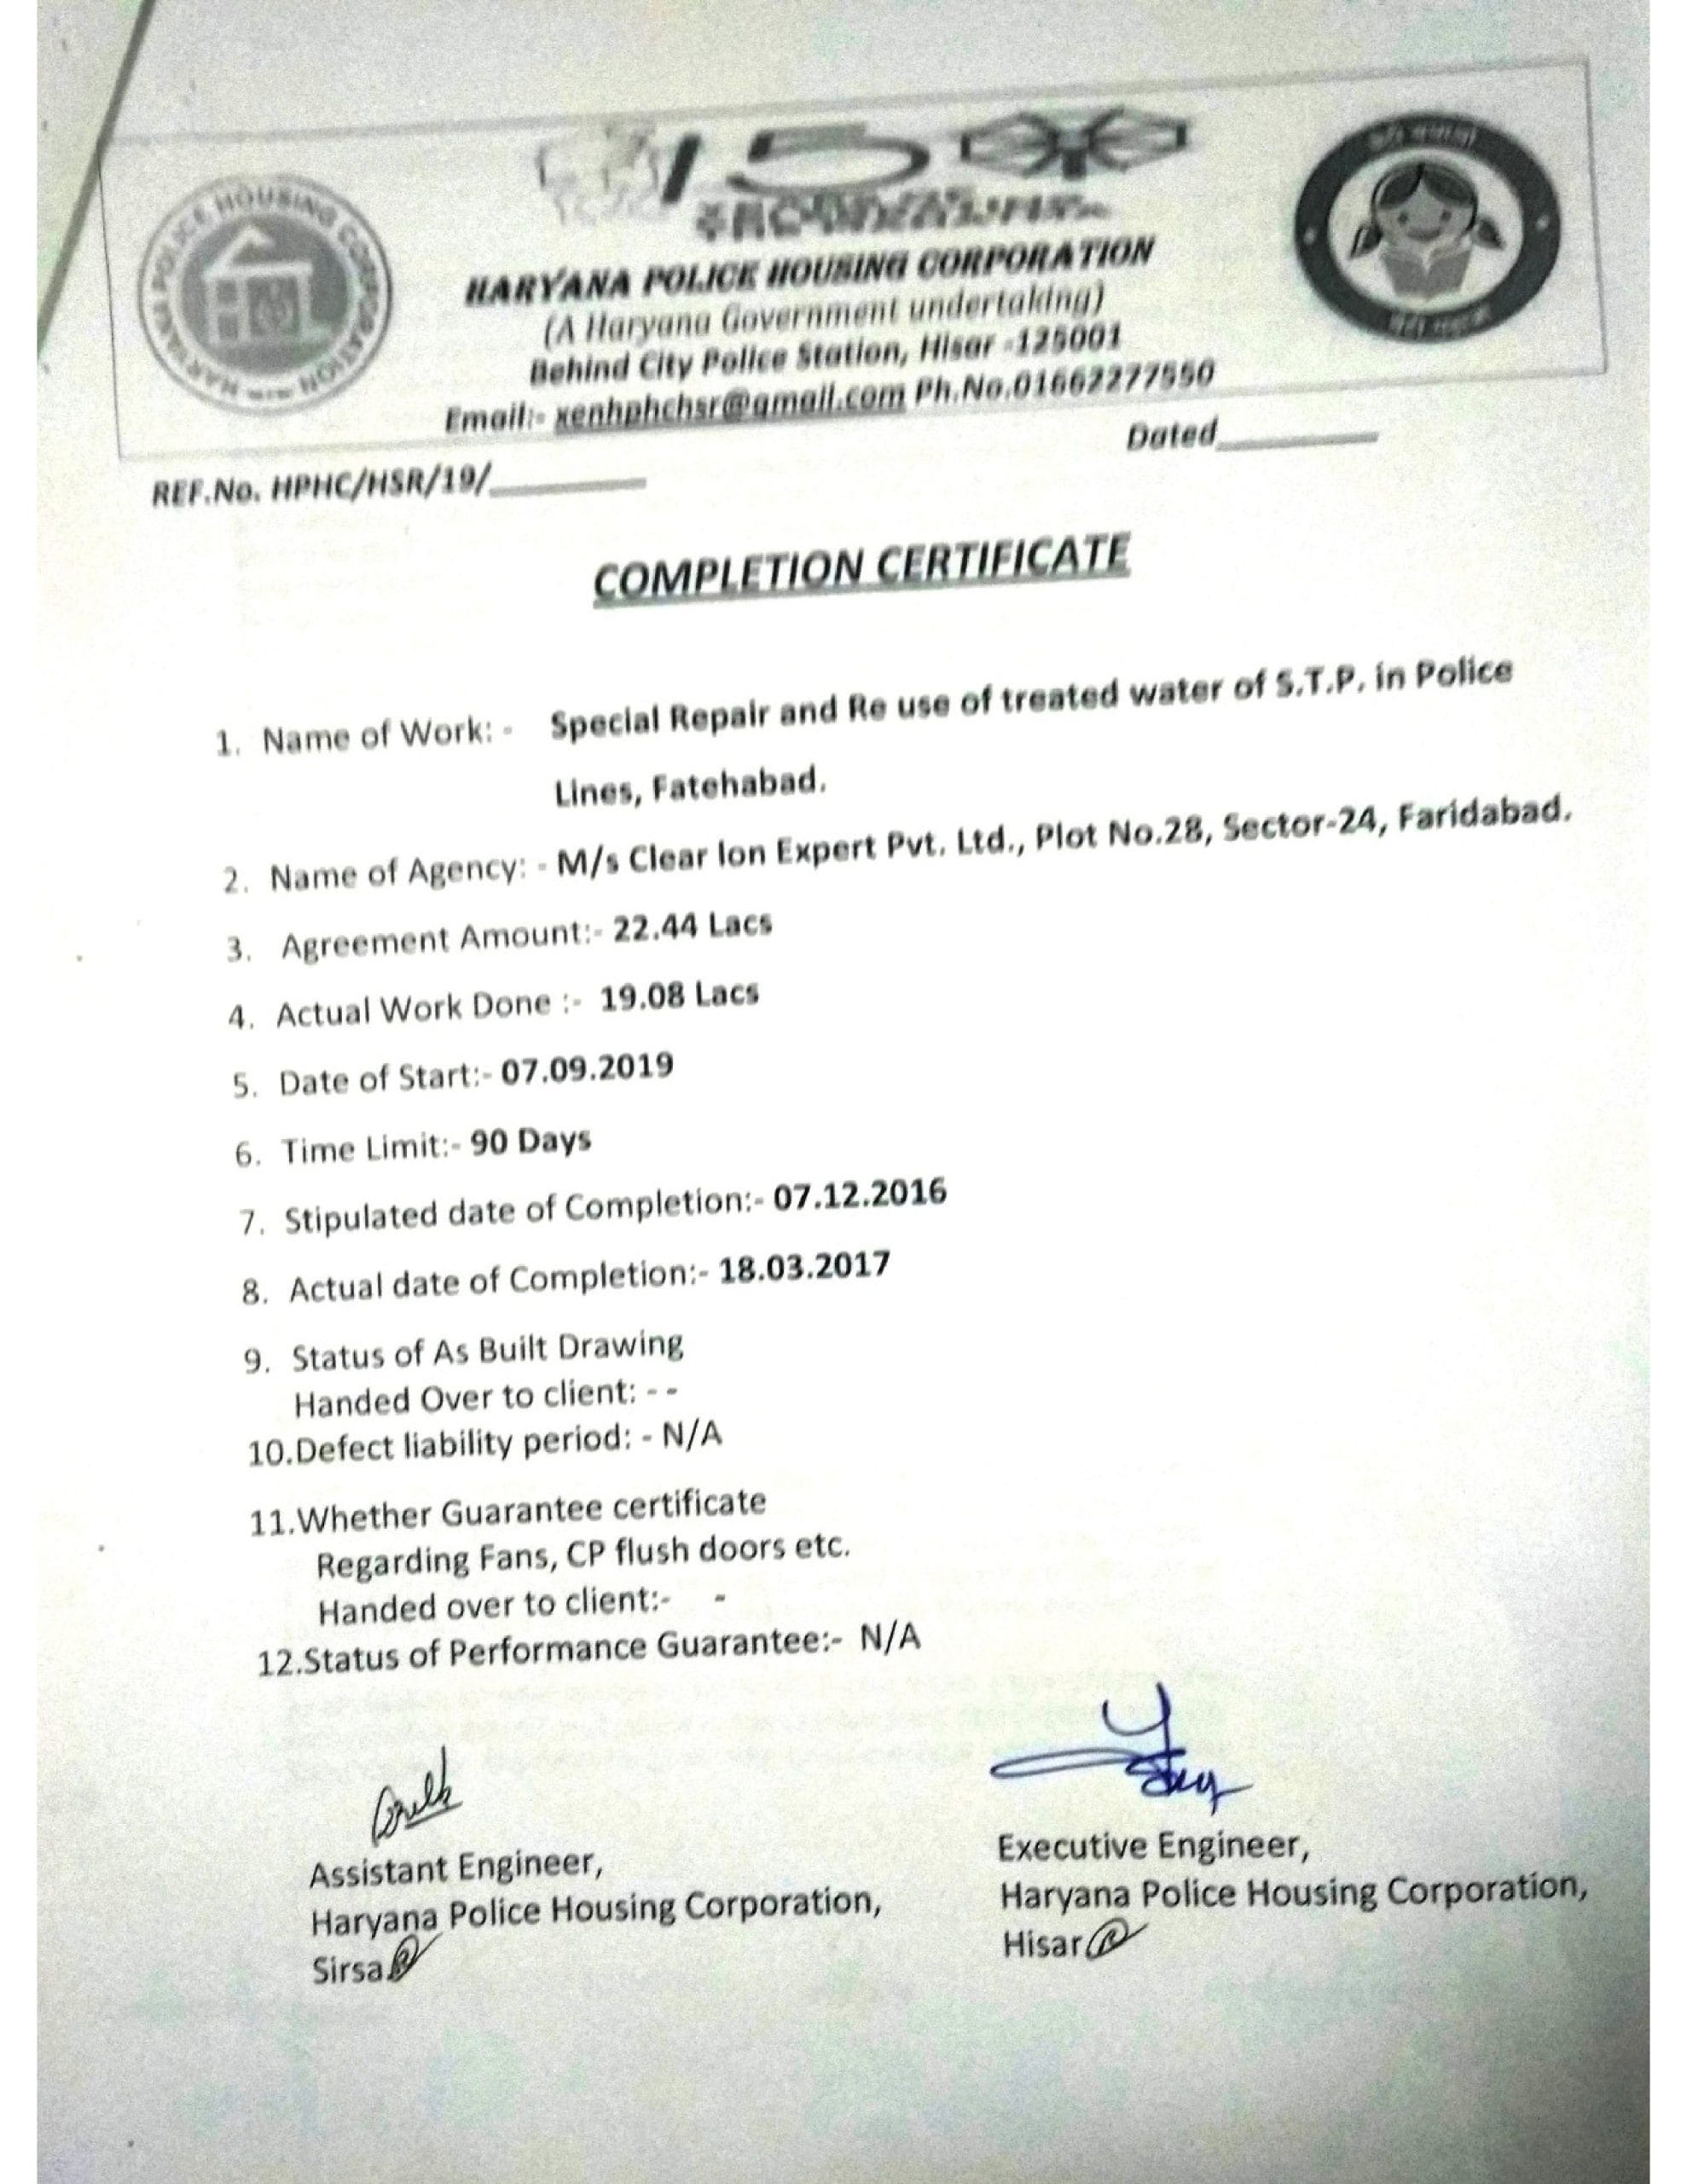 HARYANA POLICE HOUSING CORPORATION
150
HARYANA POLICE HOUSING CORPORATION
(A Haryana Government undertaking)
Behind City Police Station, Hisar -125001
Email:- xenhphchsr@gmail.com Ph.No.01662277550
Dated
REF.No. HPHC/HSR/19/
COMPLETION CERTIFICATE
1. Name of Work: - Special Repair and Re use of treated water of S.T.P. in Police
Lines, Fatehabad.
2. Name of Agency: - M/s Clear Ion Expert Pvt. Ltd., Plot No.28, Sector-24, Faridabad.
3. Agreement Amount:- 22.44 Lacs
4. Actual Work Done :- 19.08 Lacs
5. Date of Start:- 07.09.2019
6. Time Limit:- 90 Days
7. Stipulated date of Completion:- 07.12.2016
8. Actual date of Completion:- 18.03.2017
9. Status of As Built Drawing
Handed Over to client: - -
10.Defect liability period: - N/A
11.Whether Guarantee certificate
Regarding Fans, CP flush doors etc.
Handed over to client:- -
12.Status of Performance Guarantee:- N/A
Assistant Engineer,
Haryana Police Housing Corporation,
Sirsa
Executive Engineer,
Haryana Police Housing Corporation,
Hisar